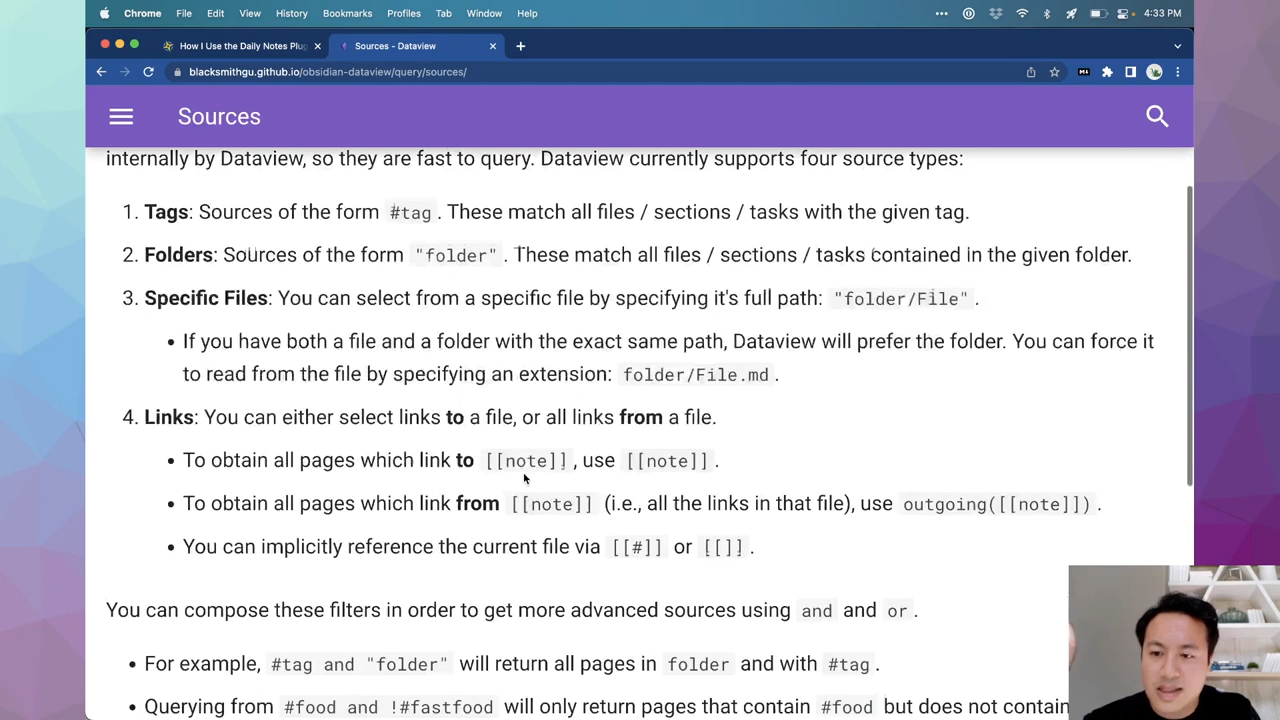 Chrome File Edit View History Bookmarks Profiles Tab Window Help 4:33 PM
How I Use the Daily Notes Plug Sources - Dataview
blacksmithgu.github.io/obsidian-dataview/query/sources/
Sources
internally by Dataview, so they are fast to query. Dataview currently supports four source types:
1. Tags: Sources of the form #tag. These match all files / sections / tasks with the given tag.
2. Folders: Sources of the form "folder". These match all files / sections / tasks contained in the given folder.
3. Specific Files: You can select from a specific file by specifying it's full path: "folder/File".
• If you have both a file and a folder with the exact same path, Dataview will prefer the folder. You can force it
to read from the file by specifying an extension: folder/File.md.
4. Links: You can either select links to a file, or all links from a file.
• To obtain all pages which link to [[note]], use [[note]].
• To obtain all pages which link from [[note]] (i.e., all the links in that file), use outgoing([[note]]).
• You can implicitly reference the current file via [[#]] or [[]].
You can compose these filters in order to get more advanced sources using and and or.
• For example, #tag and "folder" will return all pages in folder and with #tag.
• Querying from #food and !#fastfood will only return pages that contain #food but does not contain